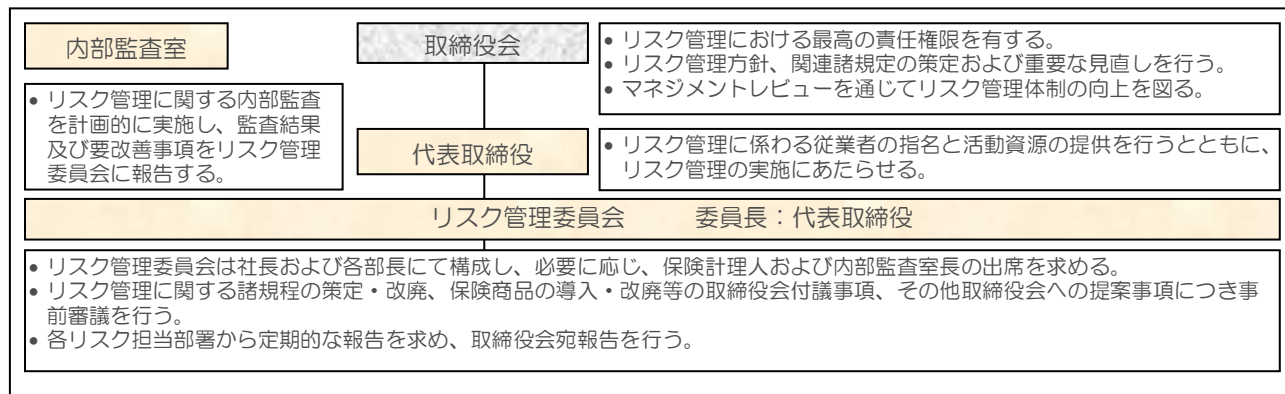 内部監査室
取締役会
• リスク管理における最高の責任権限を有する。
• リスク管理方針、関連諸規定の策定および重要な見直しを行う。
• マネジメントレビューを通じてリスク管理体制の向上を図る。
• リスク管理に関する内部監査
を計画的に実施し、監査結果
及び要改善事項をリスク管理
委員会に報告する。
代表取締役
• リスク管理に係わる従業者の指名と活動資源の提供を行うとともに、
リスク管理の実施にあたらせる。
リスク管理委員会 委員長：代表取締役
• リスク管理委員会は社長および各部長にて構成し、必要に応じ、保険計理人および内部監査室長の出席を求める。
• リスク管理に関する諸規程の策定・改廃、保険商品の導入・改廃等の取締役会付議事項、その他取締役会への提案事項につき事
前審議を行う。
• 各リスク担当部署から定期的な報告を求め、取締役会宛報告を行う。